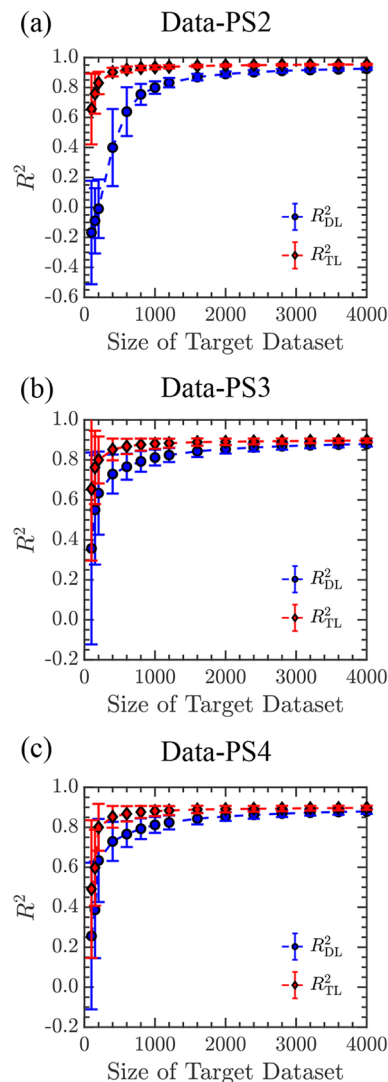 (a) Data-PS2
1.0
0.8
0.6
0.4
0.2
0.0
-0.2
-0.4
-0.6
R²
R²DL
R²TL
0 1000 2000 3000 4000
Size of Target Dataset
(b) Data-PS3
1.0
0.8
0.6
0.4
0.2
0.0
-0.2
R²
R²DL
R²TL
0 1000 2000 3000 4000
Size of Target Dataset
(c) Data-PS4
1.0
0.8
0.6
0.4
0.2
0.0
-0.2
R²
R²DL
R²TL
0 1000 2000 3000 4000
Size of Target Dataset